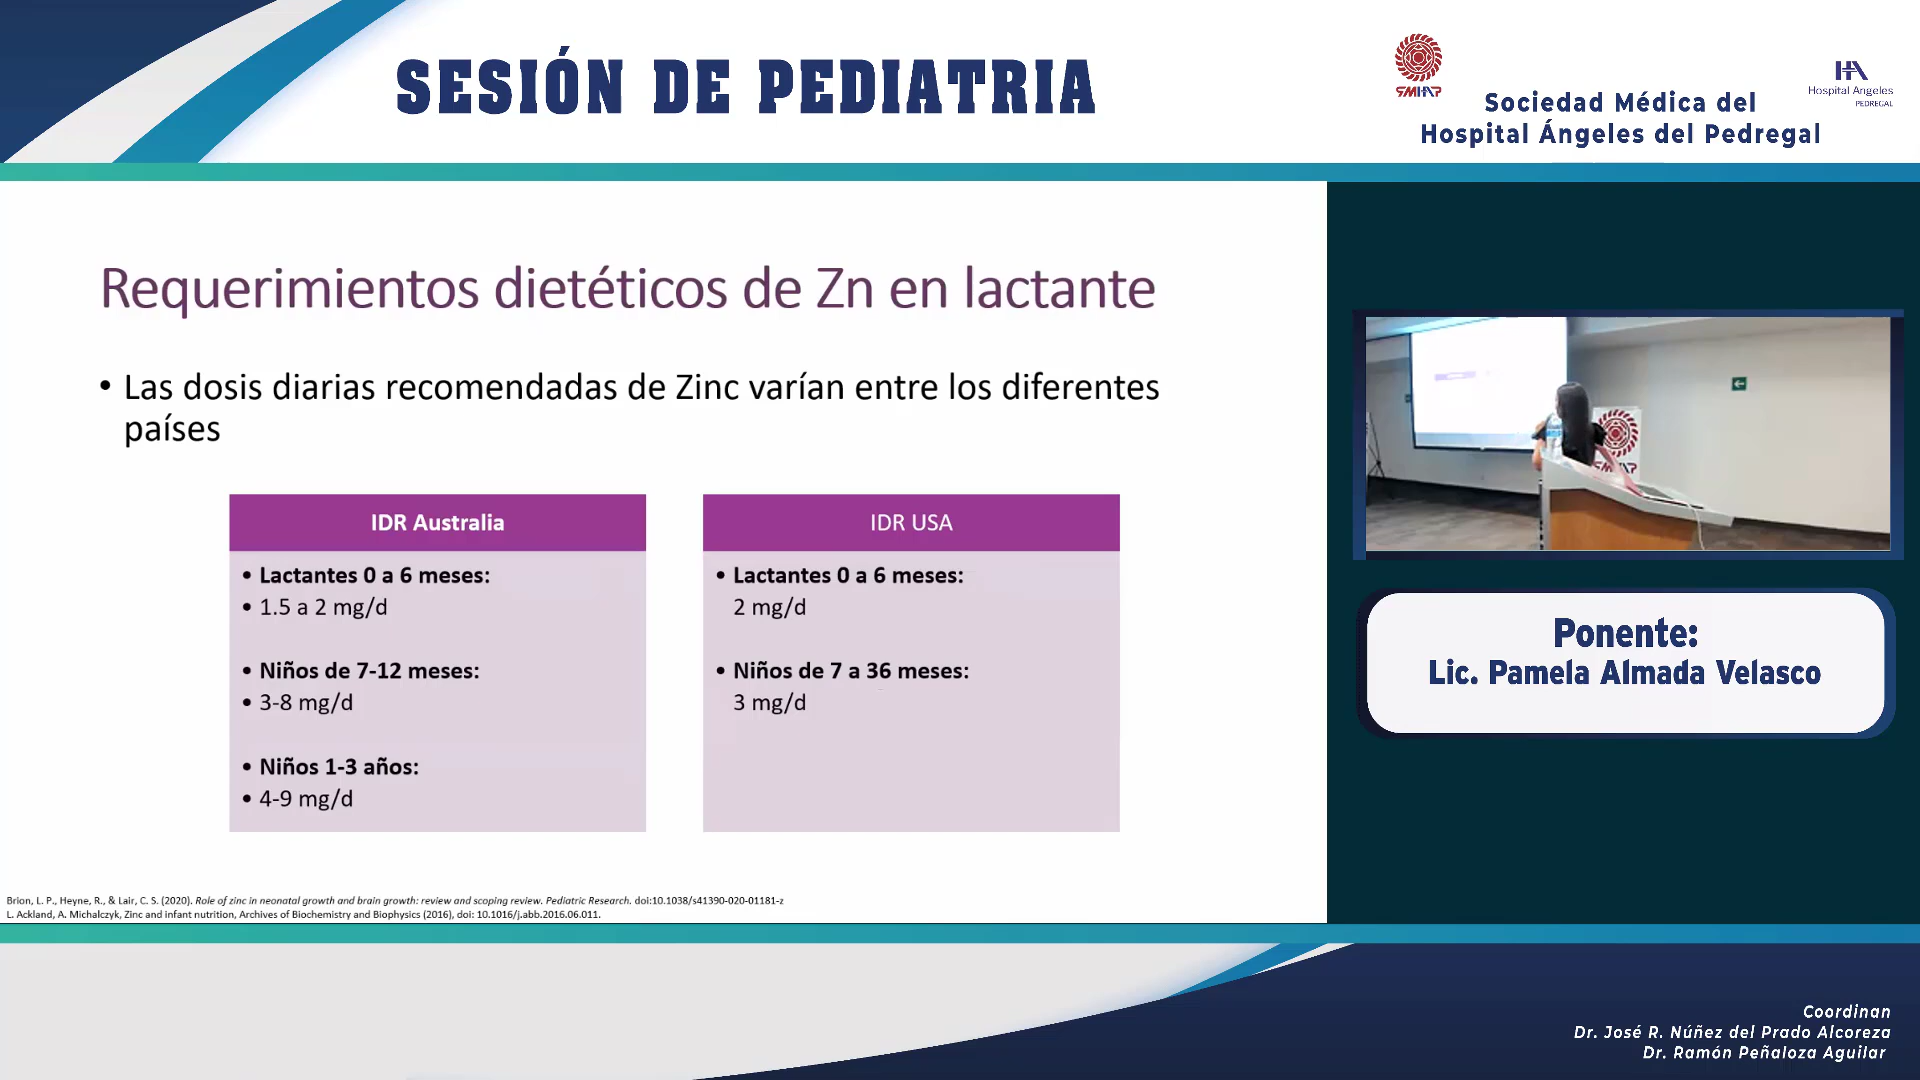 SESIÓN DE PEDIATRIA
SMHAP
Sociedad Médica del
Hospital Ángeles del Pedregal
HA
Hospital Angeles
PEDREGAL
Requerimientos dietéticos de Zn en lactante
• Las dosis diarias recomendadas de Zinc varían entre los diferentes
países
IDR Australia
• Lactantes 0 a 6 meses:
• 1.5 a 2 mg/d
• Niños de 7-12 meses:
• 3-8 mg/d
• Niños 1-3 años:
• 4-9 mg/d
IDR USA
• Lactantes 0 a 6 meses:
2 mg/d
• Niños de 7 a 36 meses:
3 mg/d
Brion, L. P., Heyne, R., & Lair, C. S. (2020). Role of zinc in neonatal growth and brain growth: review and scoping review. Pediatric Research. doi:10.1038/s41390-020-01181-z
L. Ackland, A. Michalczyk, Zinc and infant nutrition, Archives of Biochemistry and Biophysics (2016), doi: 10.1016/j.abb.2016.06.011.
SMHAP
Ponente:
Lic. Pamela Almada Velasco
Coordinan
Dr. José R. Núñez del Prado Alcoreza
Dr. Ramón Peñaloza Aguilar